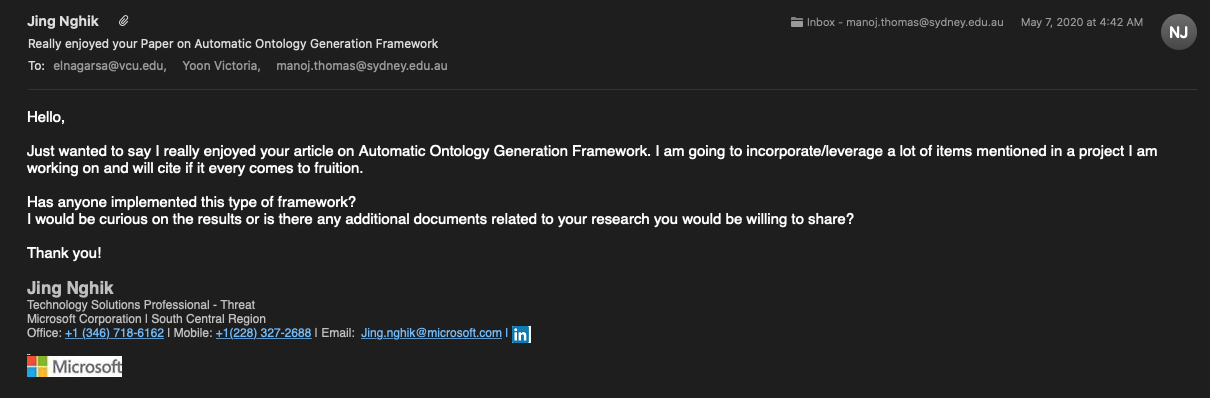 Jing Nghik
Inbox - manoj.thomas@sydney.edu.au May 7, 2020 at 4:42 AM
NJ
Really enjoyed your Paper on Automatic Ontology Generation Framework
To: elnagarsa@vcu.edu, Yoon Victoria, manoj.thomas@sydney.edu.au
Hello,
Just wanted to say I really enjoyed your article on Automatic Ontology Generation Framework. I am going to incorporate/leverage a lot of items mentioned in a project I am
working on and will cite if it every comes to fruition.
Has anyone implemented this type of framework?
I would be curious on the results or is there any additional documents related to your research you would be willing to share?
Thank you!
Jing Nghik
Technology Solutions Professional - Threat
Microsoft Corporation | South Central Region
Office: +1 (346) 718-6162 | Mobile: +1(228) 327-2688 | Email: Jing.nghik@microsoft.com | in
Microsoft